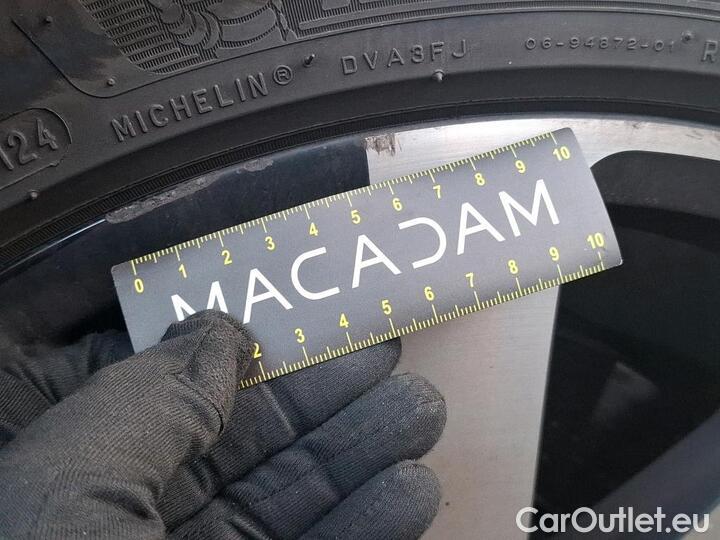 124
MICHELIN® DVA3FJ 06-94872-01 R
0 1 2 3 4 5 6 7 8 9 10
MACADAM
2 3 4 5 6 7 8 9 10
CarOutlet.eu